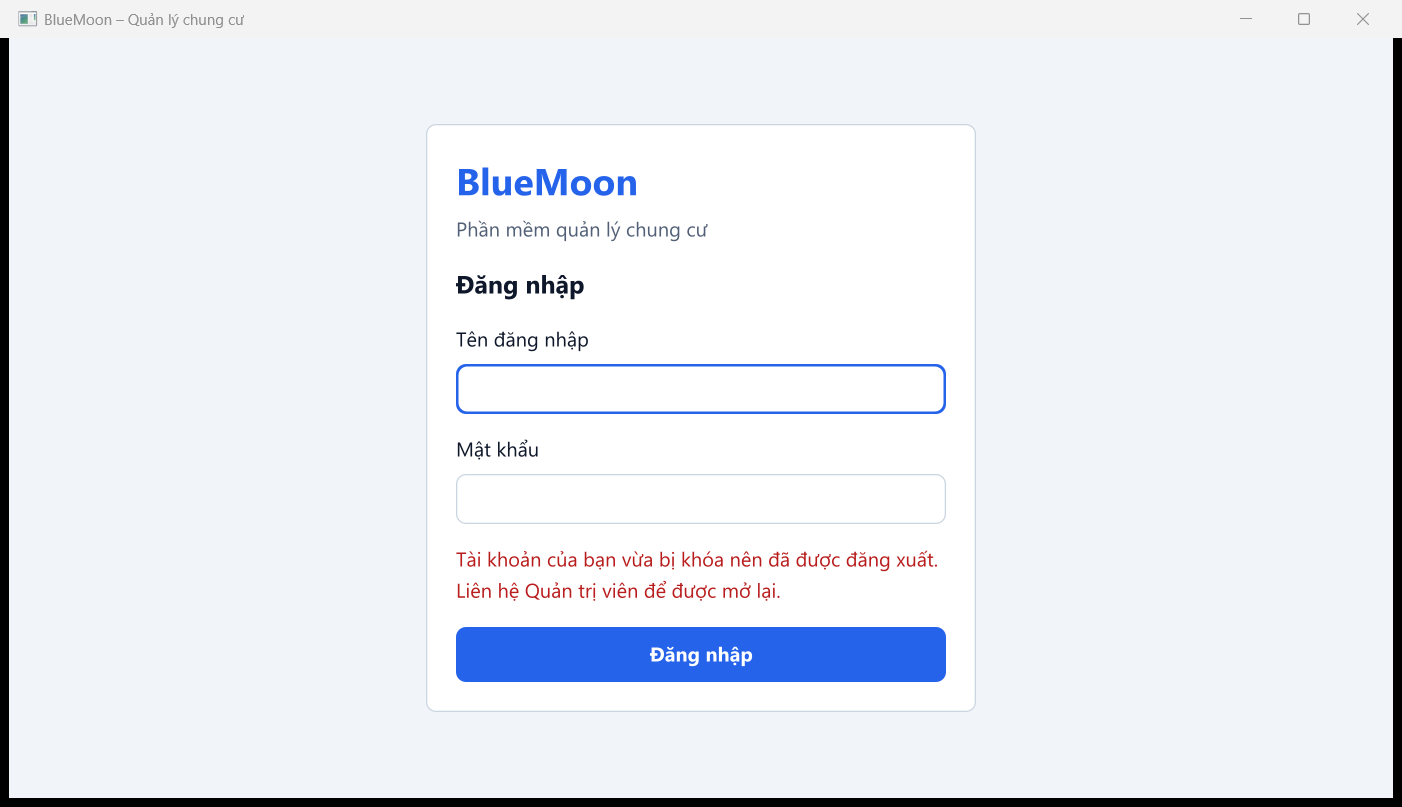 BlueMoon – Quản lý chung cư
BlueMoon
Phần mềm quản lý chung cư
Đăng nhập
Tên đăng nhập
Mật khẩu
Tài khoản của bạn vừa bị khóa nên đã được đăng xuất.
Liên hệ Quản trị viên để được mở lại.
Đăng nhập